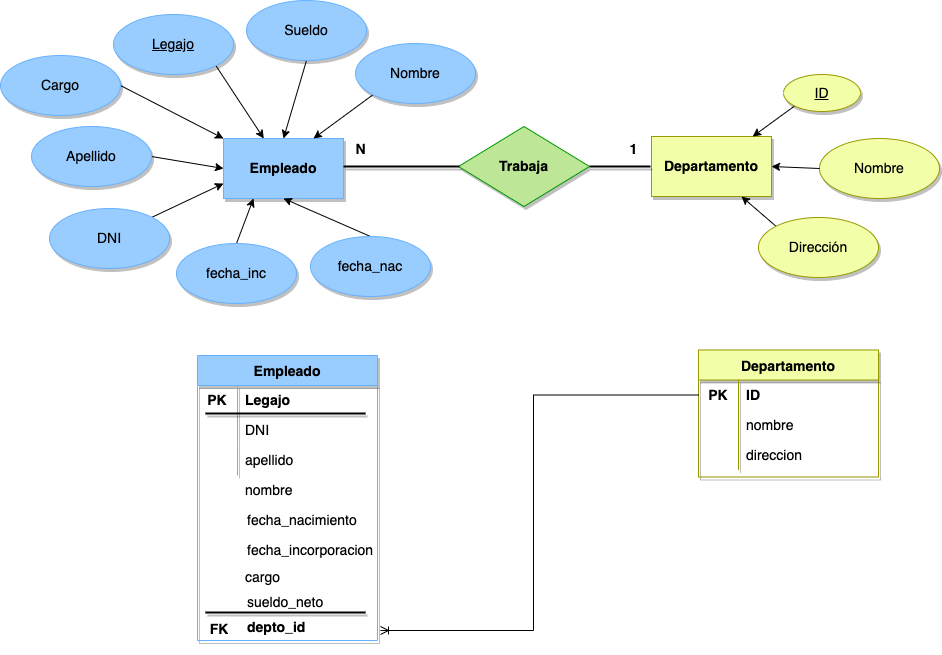 Sueldo
Legajo
Nombre
Cargo
ID
Apellido
Empleado
N
Trabaja
1
Departamento
Nombre
DNI
Dirección
fecha_inc
fecha_nac
Empleado
PK Legajo
DNI
apellido
nombre
fecha_nacimiento
fecha_incorporacion
cargo
sueldo_neto
FK depto_id
Departamento
PK ID
nombre
direccion